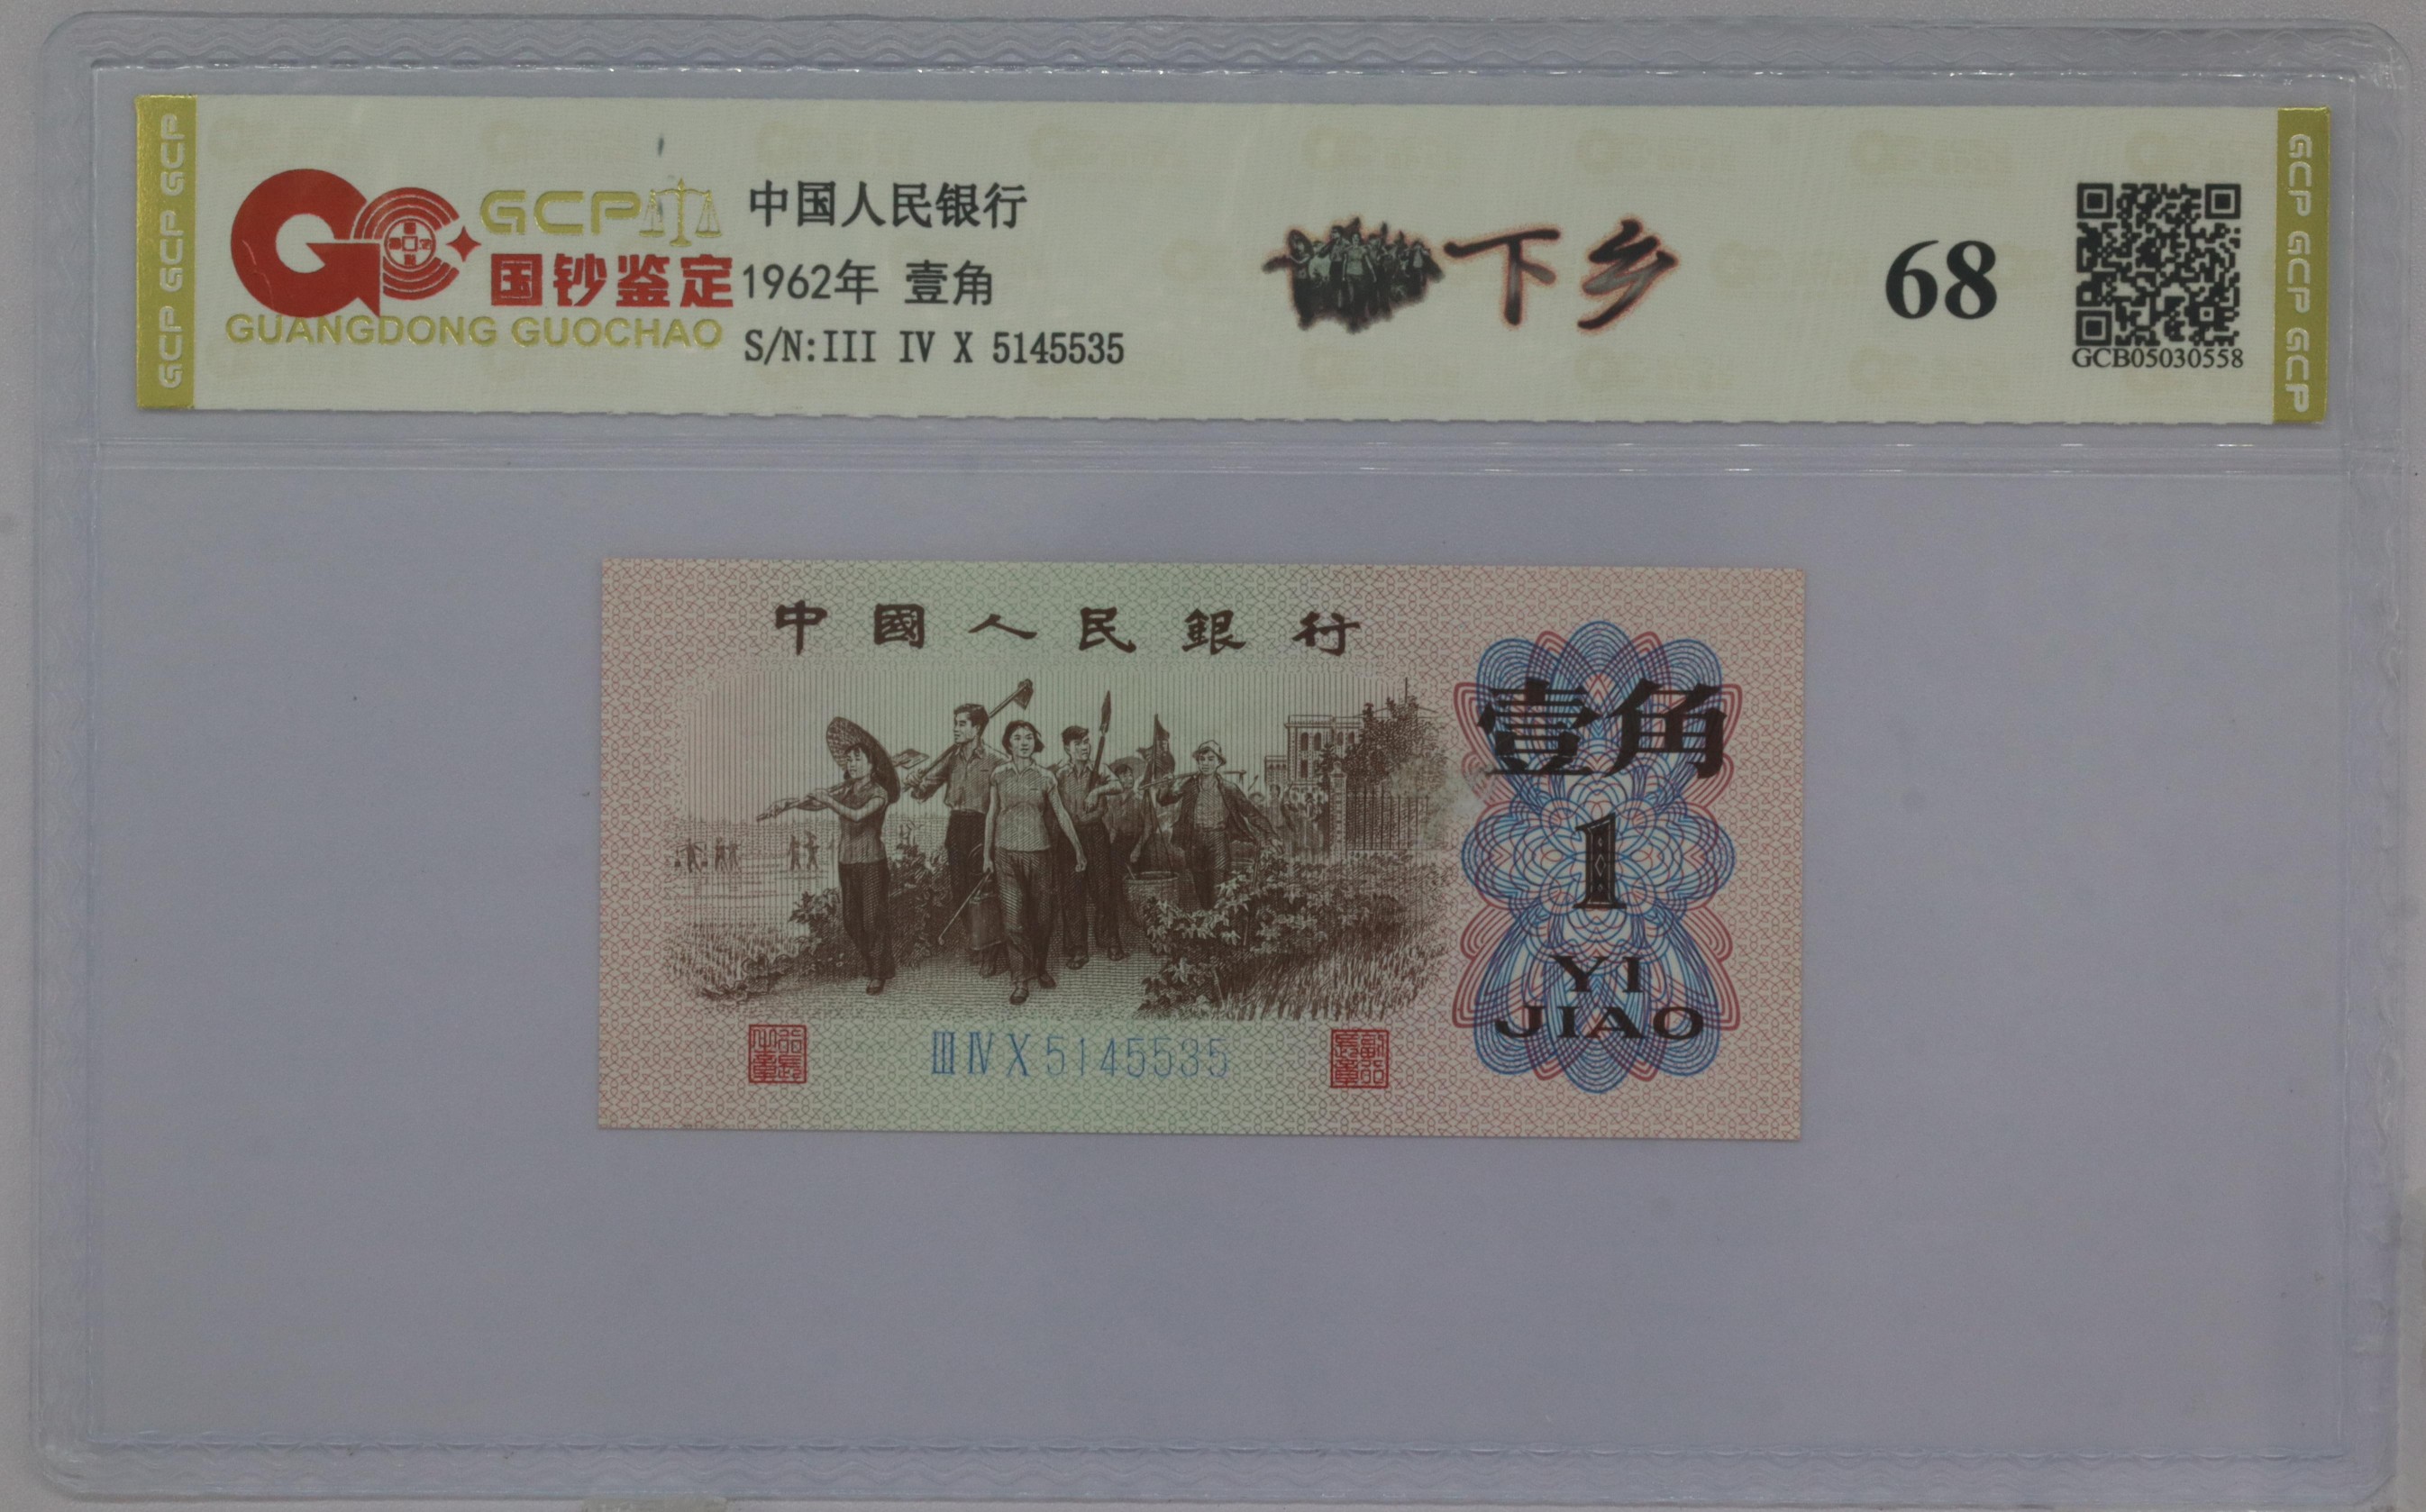 GCP GCP GCP
GCP
国钞鉴定
GUANGDONG GUOCHAO
中国人民银行
1962年 壹角
S/N:III IV X 5145535
下乡
68
GCB05030558
GCP GCP GCP
中國人民銀行
壹角
1
YI
JIAO
III IV X 5145535